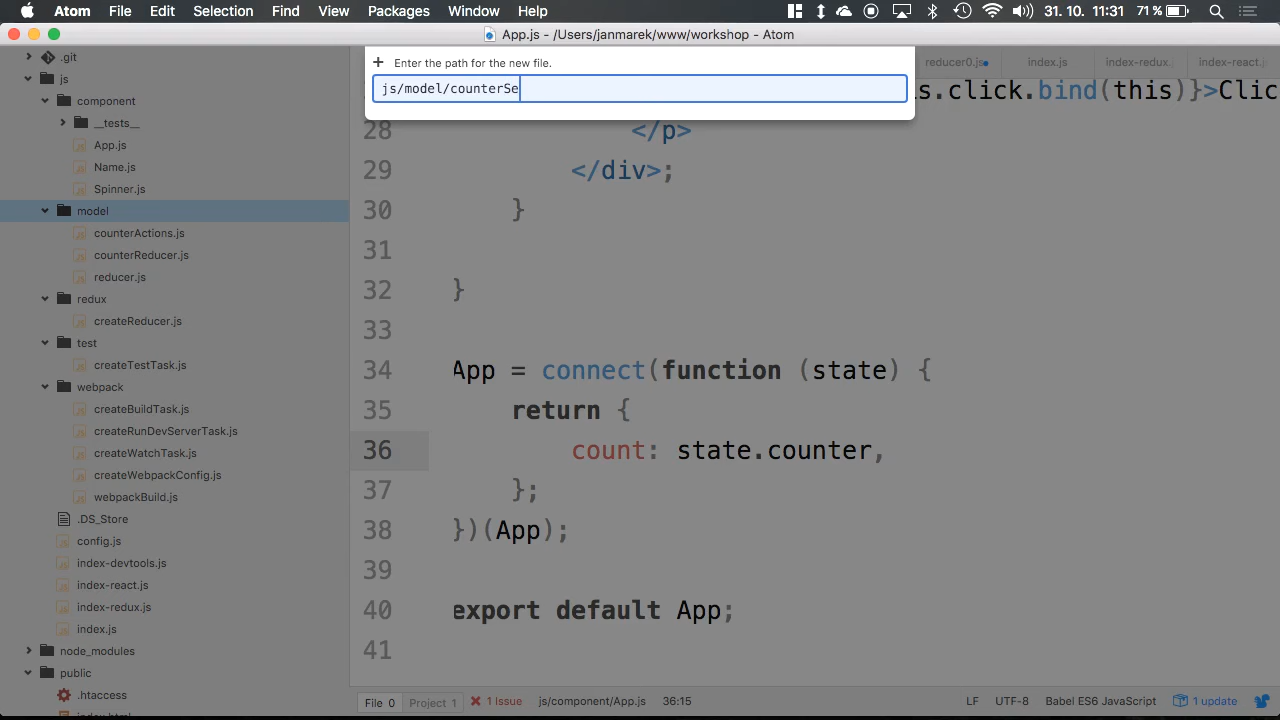 Atom File Edit Selection Find View Packages Window Help 31. 10. 11:31 71%
App.js - /Users/janmarek/www/workshop - Atom
Enter the path for the new file.
js/model/counterSe
reducer0.js index.js index-redux.js index-react.j
.git
js
component
__tests__
App.js
Name.js
Spinner.js
model
counterActions.js
counterReducer.js
reducer.js
redux
createReducer.js
test
createTestTask.js
webpack
createBuildTask.js
createRunDevServerTask.js
createWatchTask.js
createWebpackConfig.js
webpackBuild.js
.DS_Store
config.js
index-devtools.js
index-react.js
index-redux.js
index.js
node_modules
public
.htaccess
index.html
s.click.bind(this)}>Clic
28 </p>
29 </div>;
30 }
31
32 }
33
34 App = connect(function (state) {
35 return {
36 count: state.counter,
37 };
38 })(App);
39
40 export default App;
41
File 0 Project 1 1 Issue js/component/App.js 36:15 LF UTF-8 Babel ES6 JavaScript 1 update